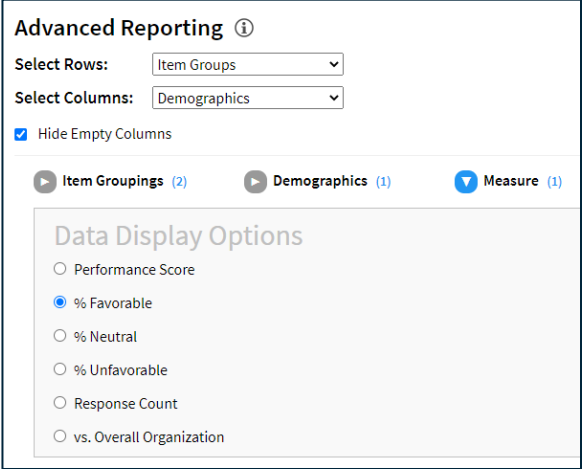 Advanced Reporting
Select Rows: Item Groups
Select Columns: Demographics
Hide Empty Columns
Item Groupings (2) Demographics (1) Measure (1)
Data Display Options
Performance Score
% Favorable
% Neutral
% Unfavorable
Response Count
vs. Overall Organization